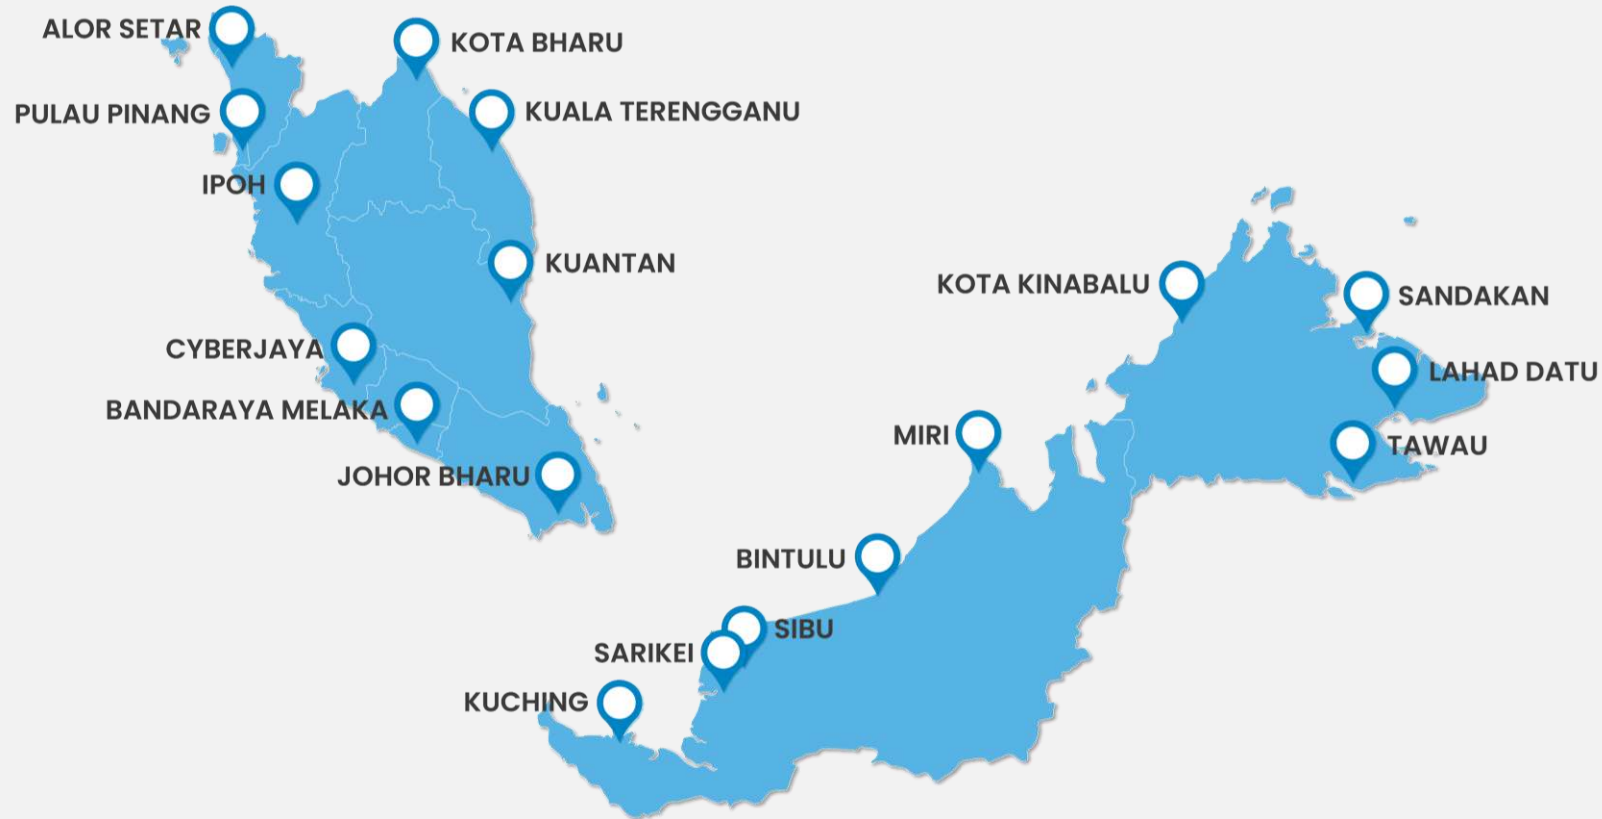 ALOR SETAR
KOTA BHARU
PULAU PINANG
KUALA TERENGGANU
IPOH
KUANTAN
KOTA KINABALU
SANDAKAN
CYBERJAYA
LAHAD DATU
BANDARAYA MELAKA
MIRI
TAWAU
JOHOR BHARU
BINTULU
SIBU
SARIKEI
KUCHING